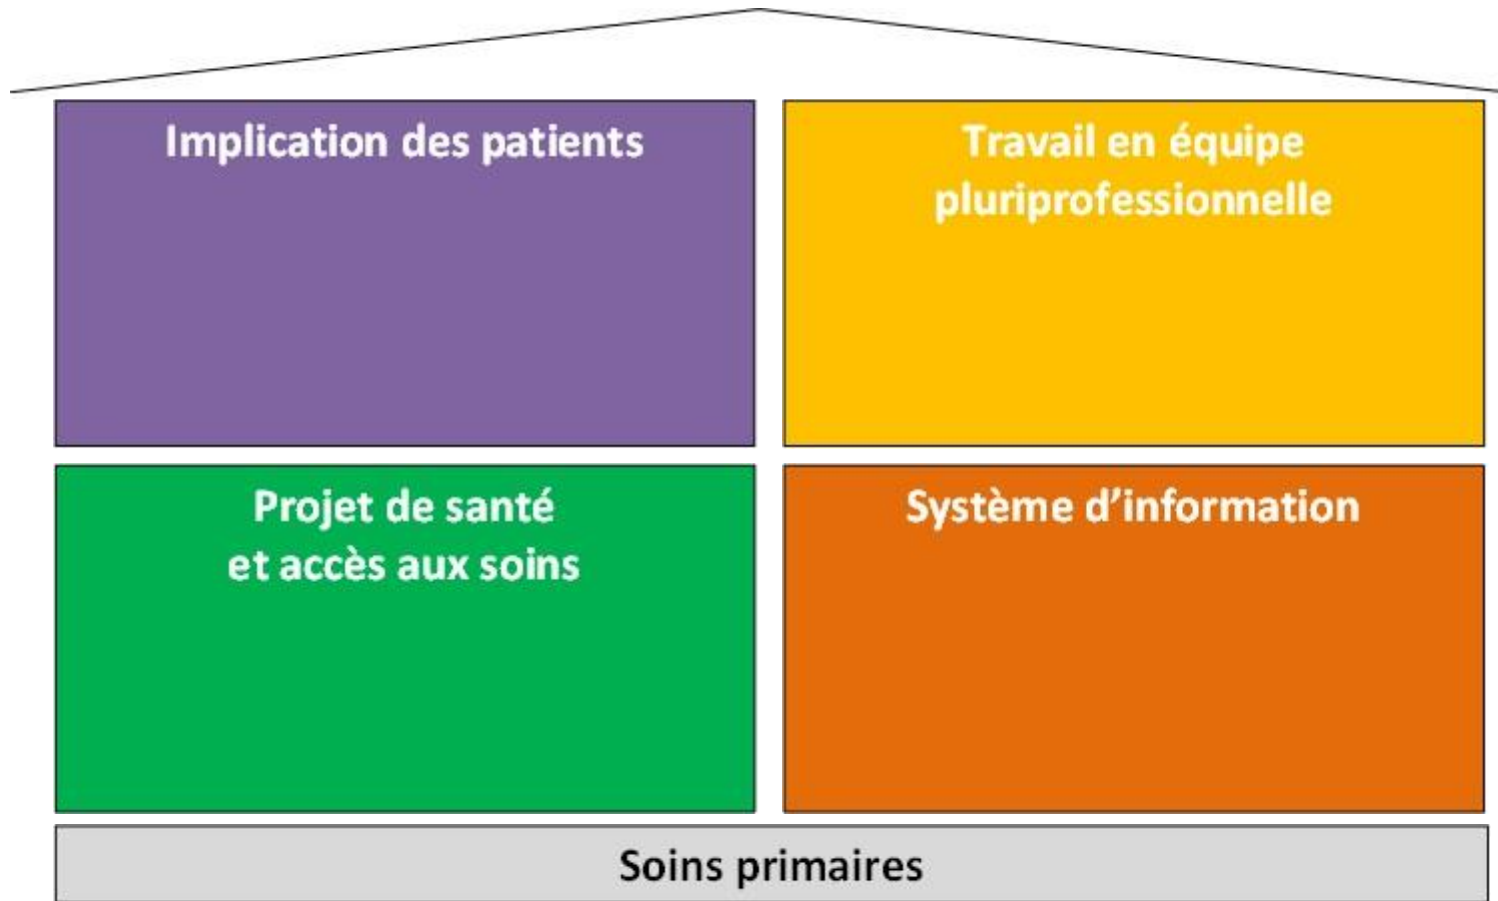 Implication des patients
Travail en équipe
pluriprofessionnelle
Projet de santé
et accès aux soins
Système d’information
Soins primaires